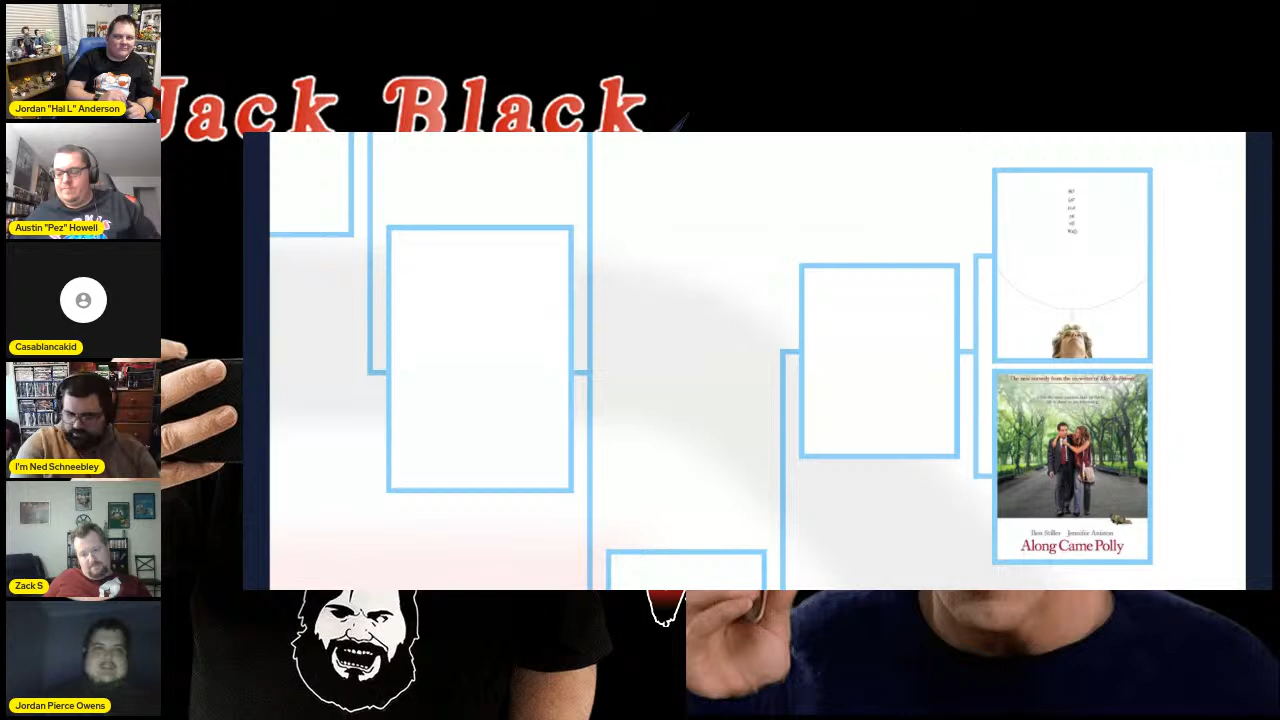 Jack Black
Jordan "Hal L" Anderson
Austin "Pez" Howell
Casablancakid
I'm Ned Schneebley
Zack S
Jordan Pierce Owens
Ben Stiller Jennifer Aniston
Along Came Polly